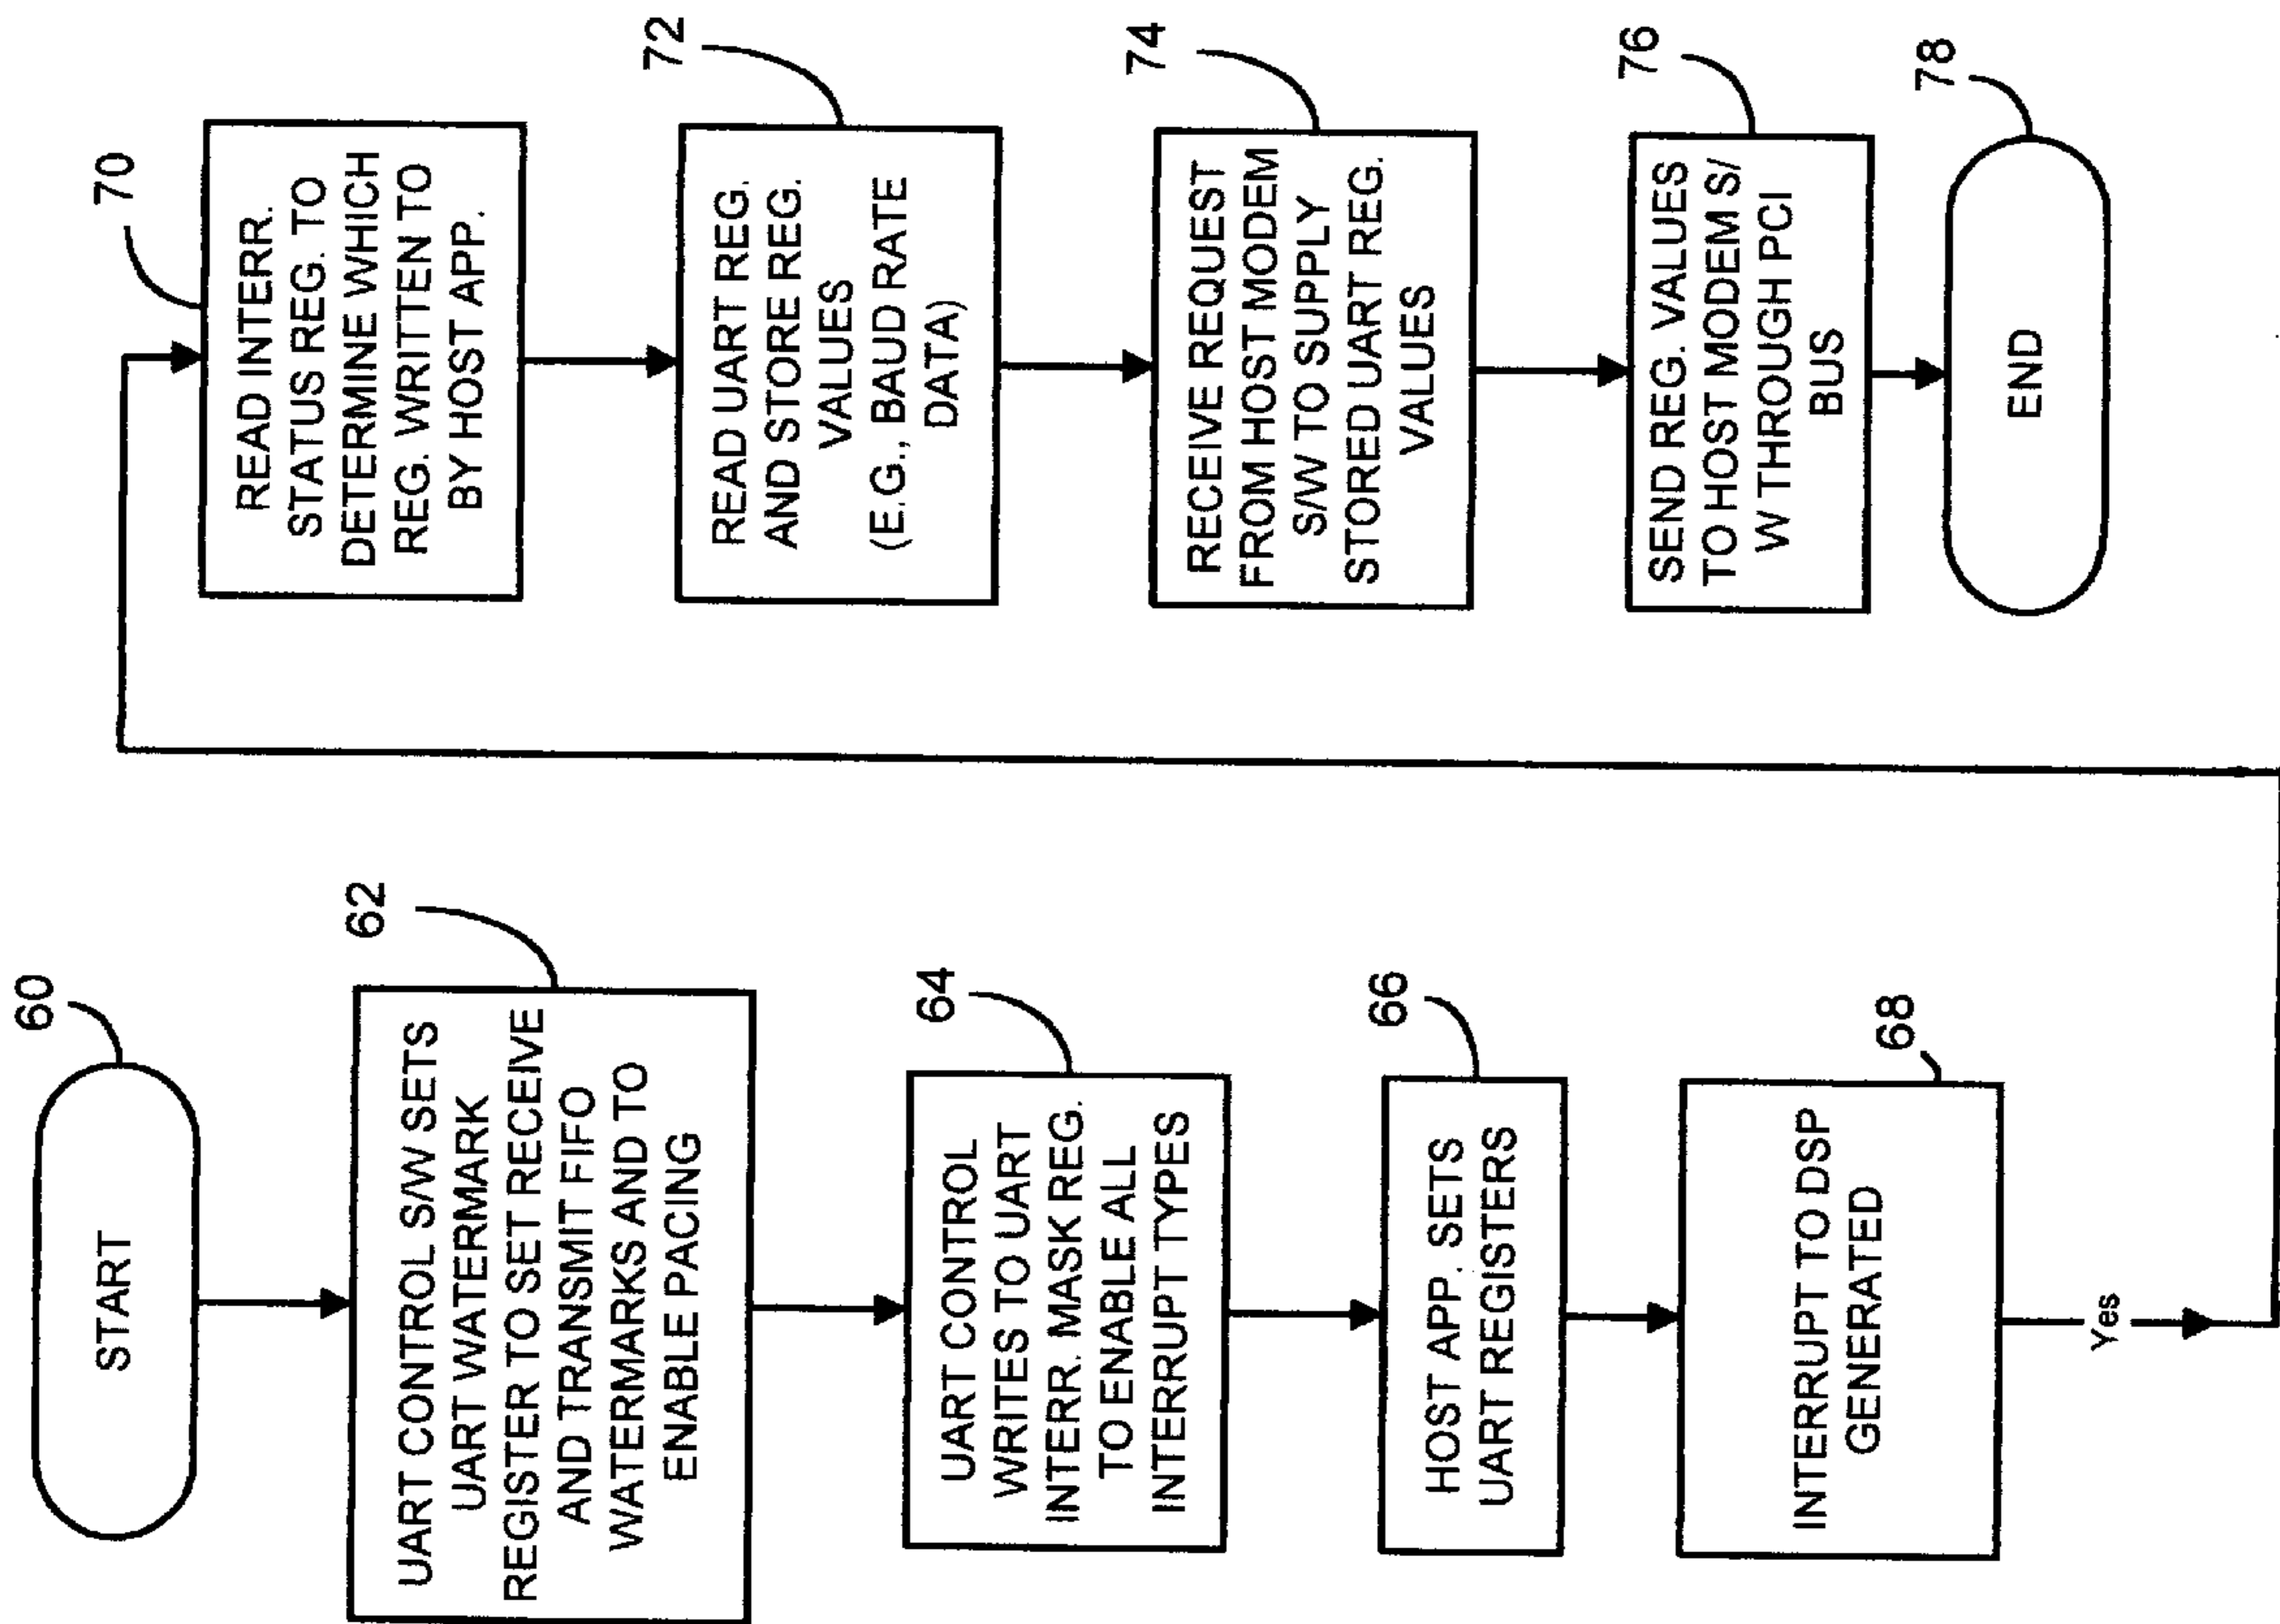 60
START
62
UART CONTROL S/W SETS
UART WATERMARK
REGISTER TO SET RECEIVE
AND TRANSMIT FIFO
WATERMARKS AND TO
ENABLE PACING
64
UART CONTROL
WRITES TO UART
INTERR. MASK REG.
TO ENABLE ALL
INTERRUPT TYPES
66
HOST APP. SETS
UART REGISTERS
68
INTERRUPT TO DSP
GENERATED
Yes
70
READ INTERR.
STATUS REG. TO
DETERMINE WHICH
REG. WRITTEN TO
BY HOST APP.
72
READ UART REG.
AND STORE REG.
VALUES
(E.G., BAUD RATE
DATA)
74
RECEIVE REQUEST
FROM HOST MODEM
S/W TO SUPPLY
STORED UART REG.
VALUES
76
SEND REG. VALUES
TO HOST MODEM S/
W THROUGH PCI
BUS
78
END